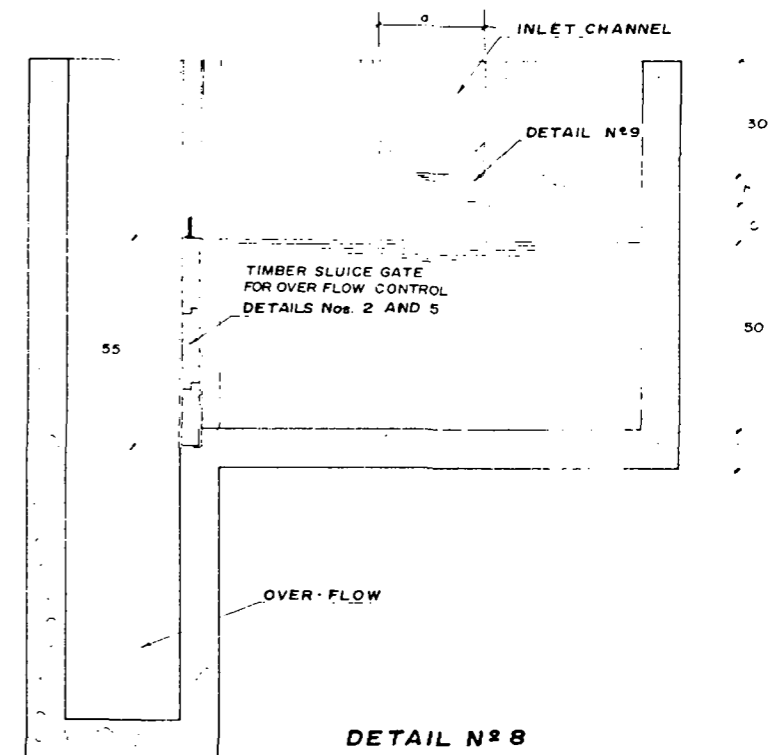 a
INLET CHANNEL
30
DETAIL Nº9
TIMBER SLUICE GATE
FOR OVER FLOW CONTROL
DETAILS Nos. 2 AND 5
55
50
OVER-FLOW
DETAIL Nº 8